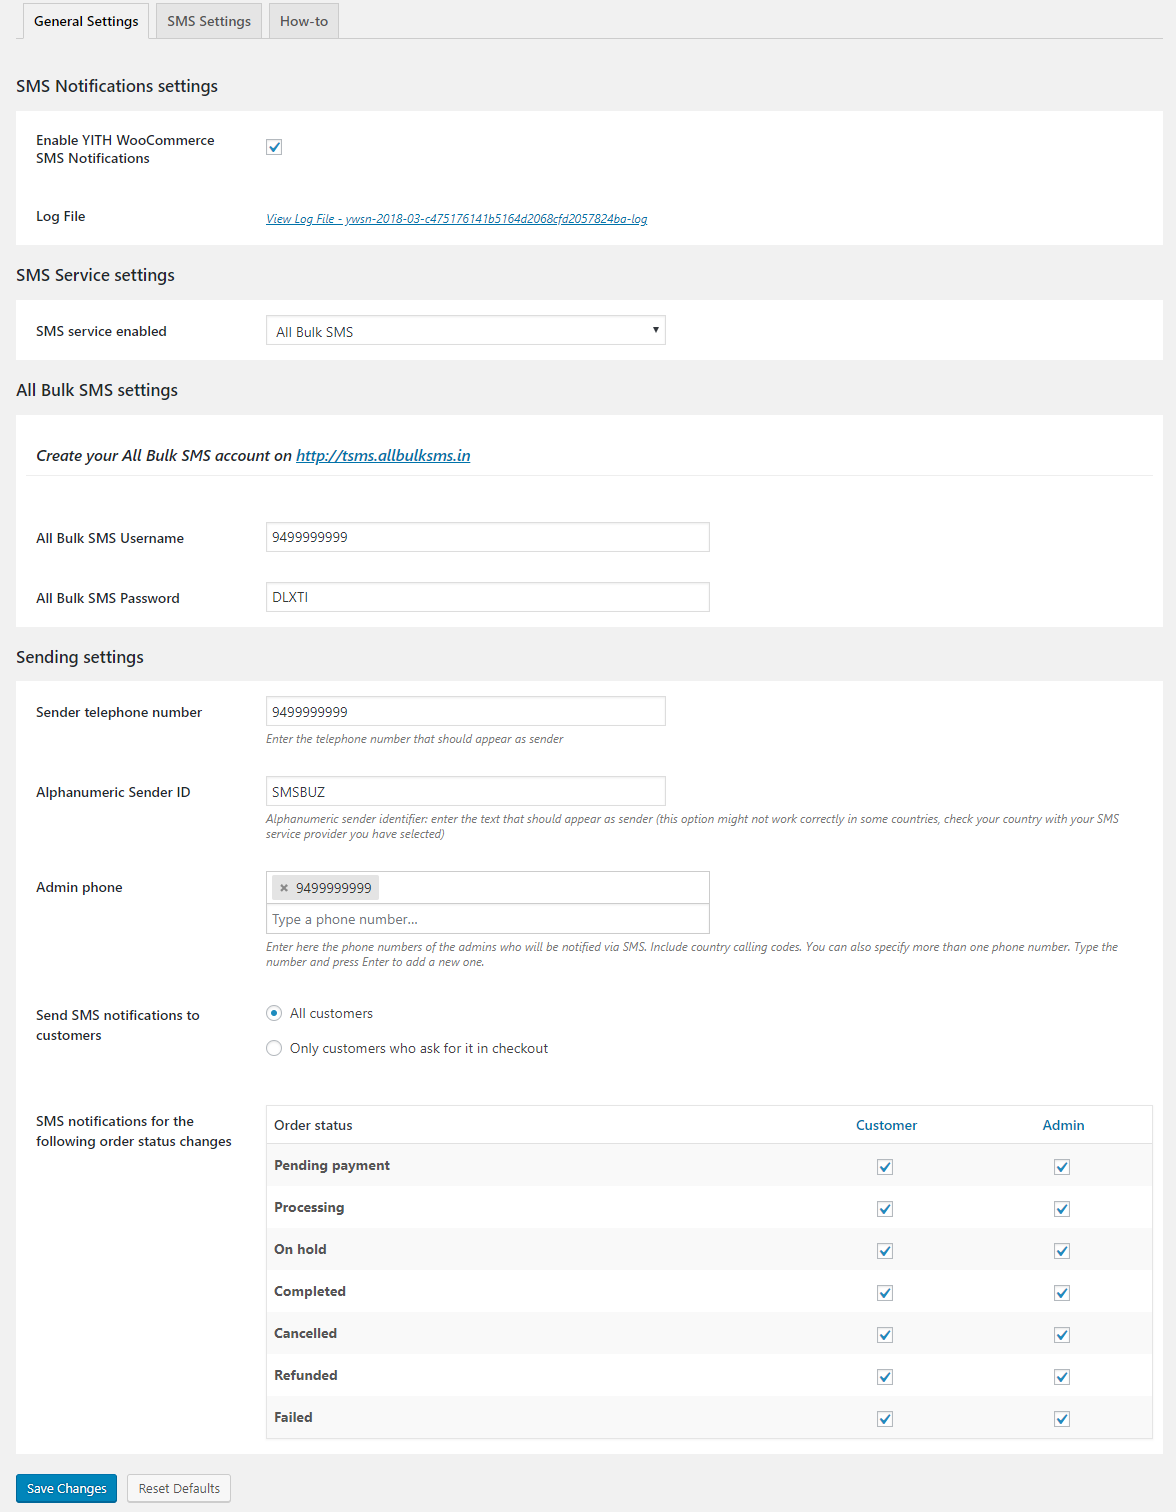 General Settings
SMS Settings
How-to
SMS Notifications settings
Enable YITH WooCommerce
SMS Notifications
Log File
View Log File - ywsn-2018-03-c475176141b5164d2068cfd2057824ba-log
SMS Service settings
SMS service enabled
All Bulk SMS
All Bulk SMS settings
Create your All Bulk SMS account on http://tsms.allbulksms.in
All Bulk SMS Username
9499999999
All Bulk SMS Password
DLXTI
Sending settings
Sender telephone number
9499999999
Enter the telephone number that should appear as sender
Alphanumeric Sender ID
SMSBUZ
Alphanumeric sender identifier: enter the text that should appear as sender (this option might not work correctly in some countries, check your country with your SMS
service provider you have selected)
Admin phone
× 9499999999
Type a phone number...
Enter here the phone numbers of the admins who will be notified via SMS. Include country calling codes. You can also specify more than one phone number. Type the
number and press Enter to add a new one.
Send SMS notifications to
customers
All customers
Only customers who ask for it in checkout
SMS notifications for the
following order status changes
Order status Customer Admin
Pending payment
Processing
On hold
Completed
Cancelled
Refunded
Failed
Save Changes
Reset Defaults